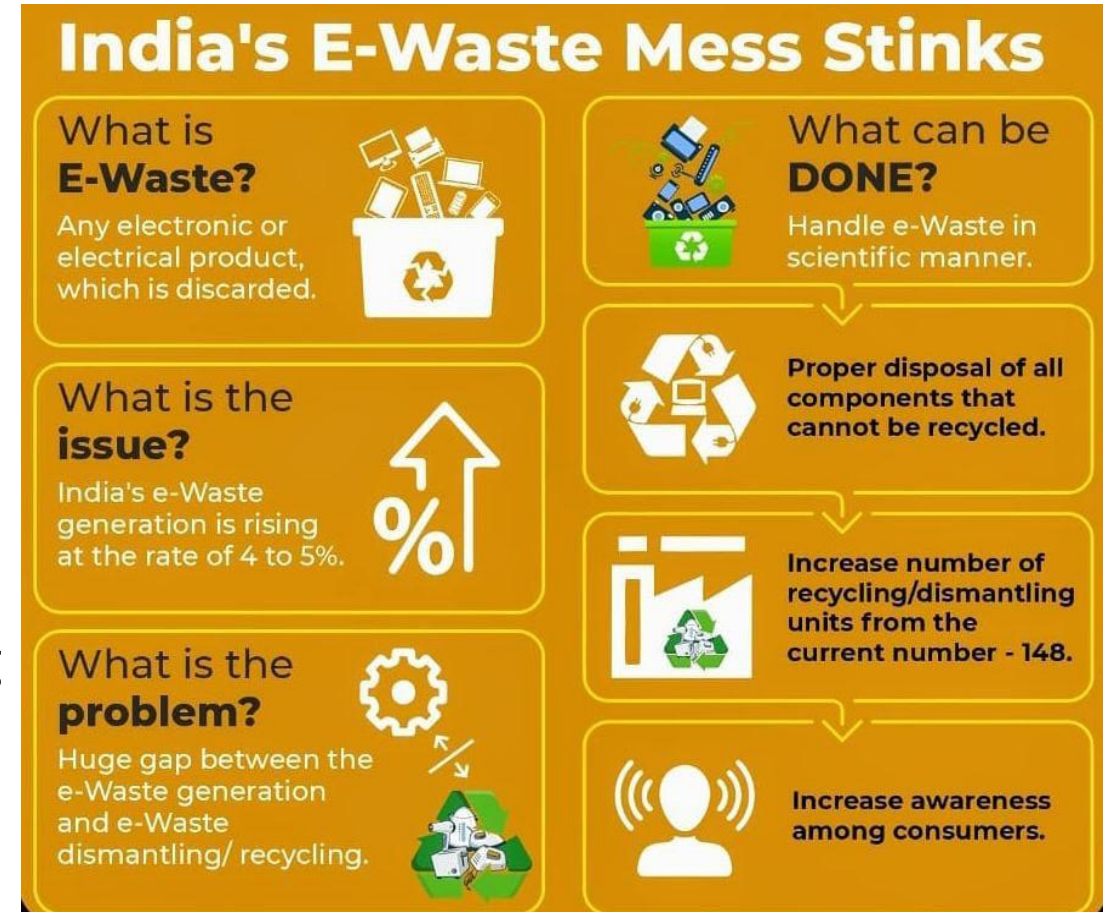 India's E-Waste Mess Stinks
What is
E-Waste?
Any electronic or
electrical product,
which is discarded.
What is the
issue?
India's e-Waste
generation is rising
at the rate of 4 to 5%.
%
What is the
problem?
Huge gap between the
e-Waste generation
and e-Waste
dismantling/ recycling.
What can be
DONE?
Handle e-Waste in
scientific manner.
Proper disposal of all
components that
cannot be recycled.
Increase number of
recycling/dismantling
units from the
current number - 148.
Increase awareness
among consumers.